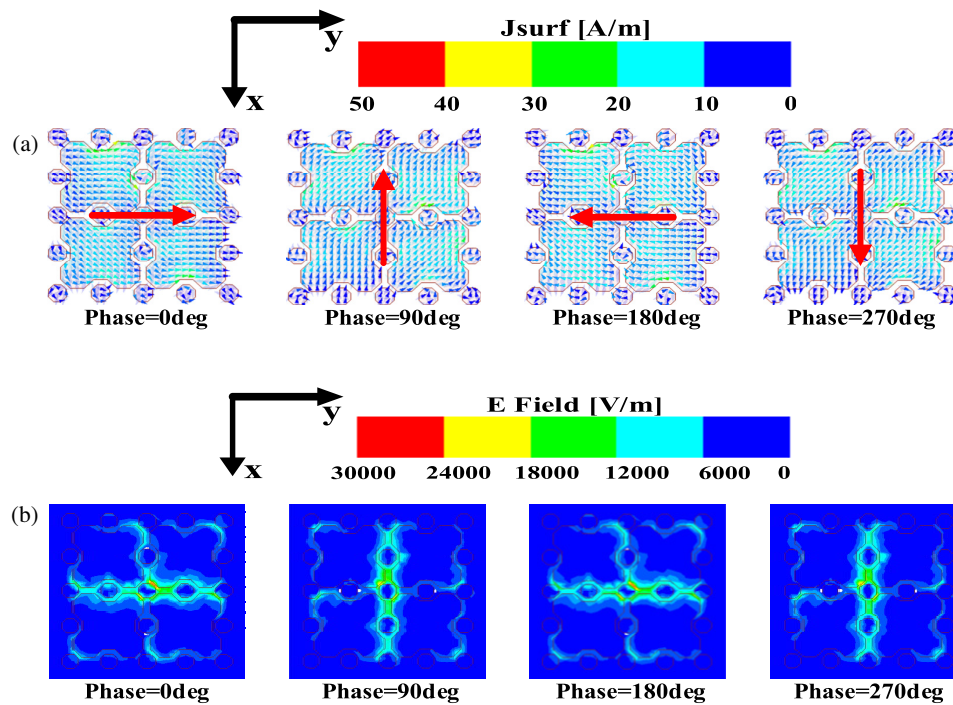 Jsurf [A/m]
y
x
50 40 30 20 10 0
(a)
Phase=0deg Phase=90deg Phase=180deg Phase=270deg
E Field [V/m]
y
x
30000 24000 18000 12000 6000 0
(b)
Phase=0deg Phase=90deg Phase=180deg Phase=270deg